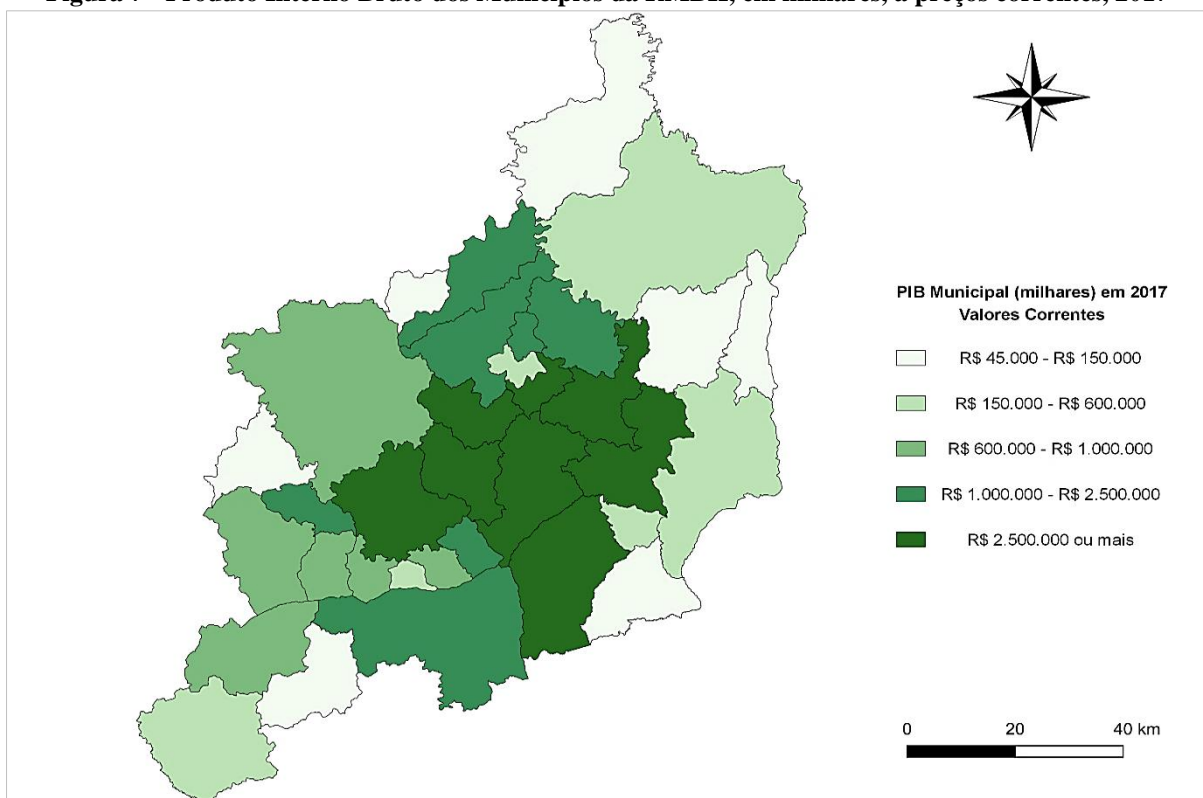 PIB Municipal (milhares) em 2017
Valores Correntes
R$ 45.000 - R$ 150.000
R$ 150.000 - R$ 600.000
R$ 600.000 - R$ 1.000.000
R$ 1.000.000 - R$ 2.500.000
R$ 2.500.000 ou mais
0 20 40 km